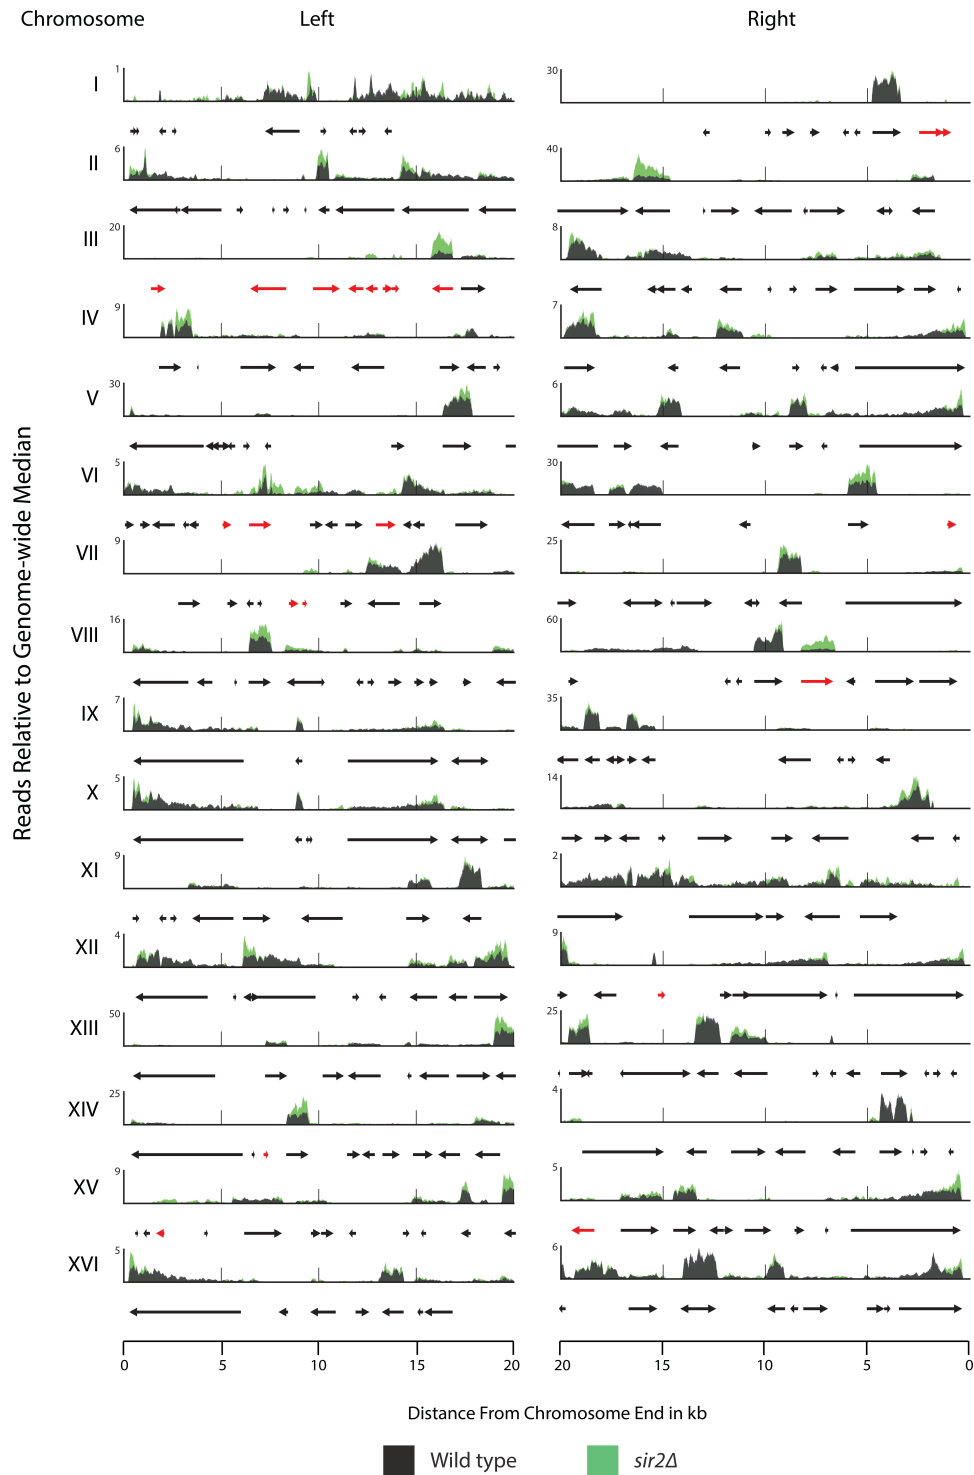 Chromosome Left Right
I 1 30
II 6 40
III 20 8
IV 9 7
V 30 6
VI 5 30
VII 9 25
VIII 16 60
IX 7 35
X 5 14
XI 9 2
XII 4 9
XIII 50 25
XIV 25 4
XV 9 5
XVI 5 6
Reads Relative to Genome-wide Median
0 5 10 15 20 20 15 10 5 0
Distance From Chromosome End in kb
Wild type sir2Δ